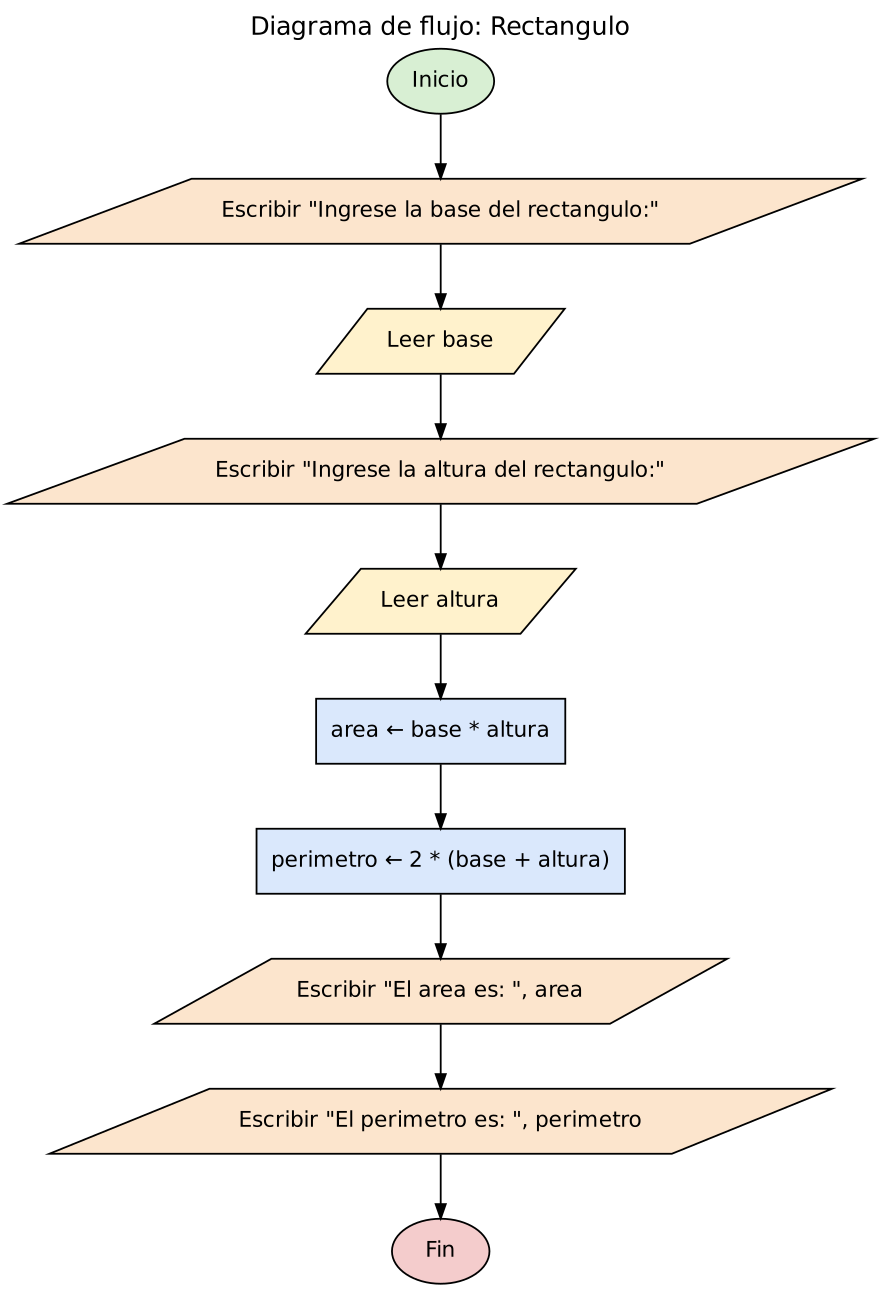 Diagrama de flujo: Rectangulo
Inicio
Escribir "Ingrese la base del rectangulo:"
Leer base
Escribir "Ingrese la altura del rectangulo:"
Leer altura
area ← base * altura
perimetro ← 2 * (base + altura)
Escribir "El area es: ", area
Escribir "El perimetro es: ", perimetro
Fin